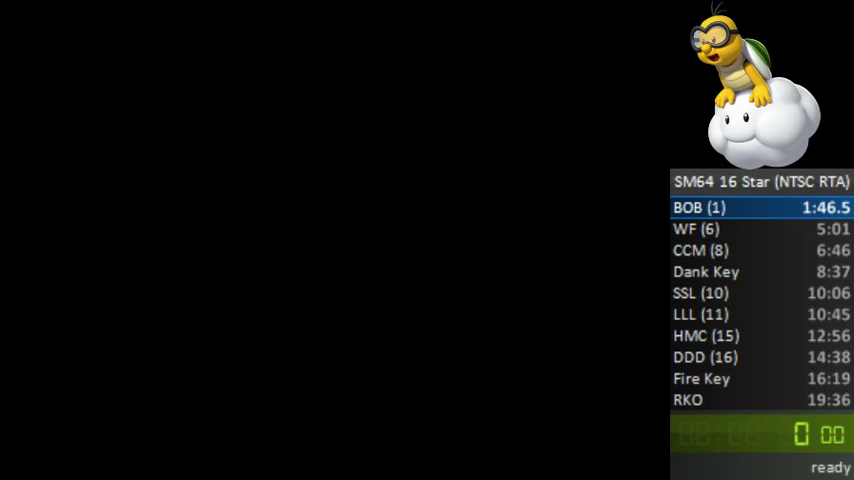 SM64 16 Star (NTSC RTA)
BOB (1) 1:46.5
WF (6) 5:01
CCM (8) 6:46
Dank Key 8:37
SSL (10) 10:06
LLL (11) 10:45
HMC (15) 12:56
DDD (16) 14:38
Fire Key 16:19
RKO 19:36
0 00
ready